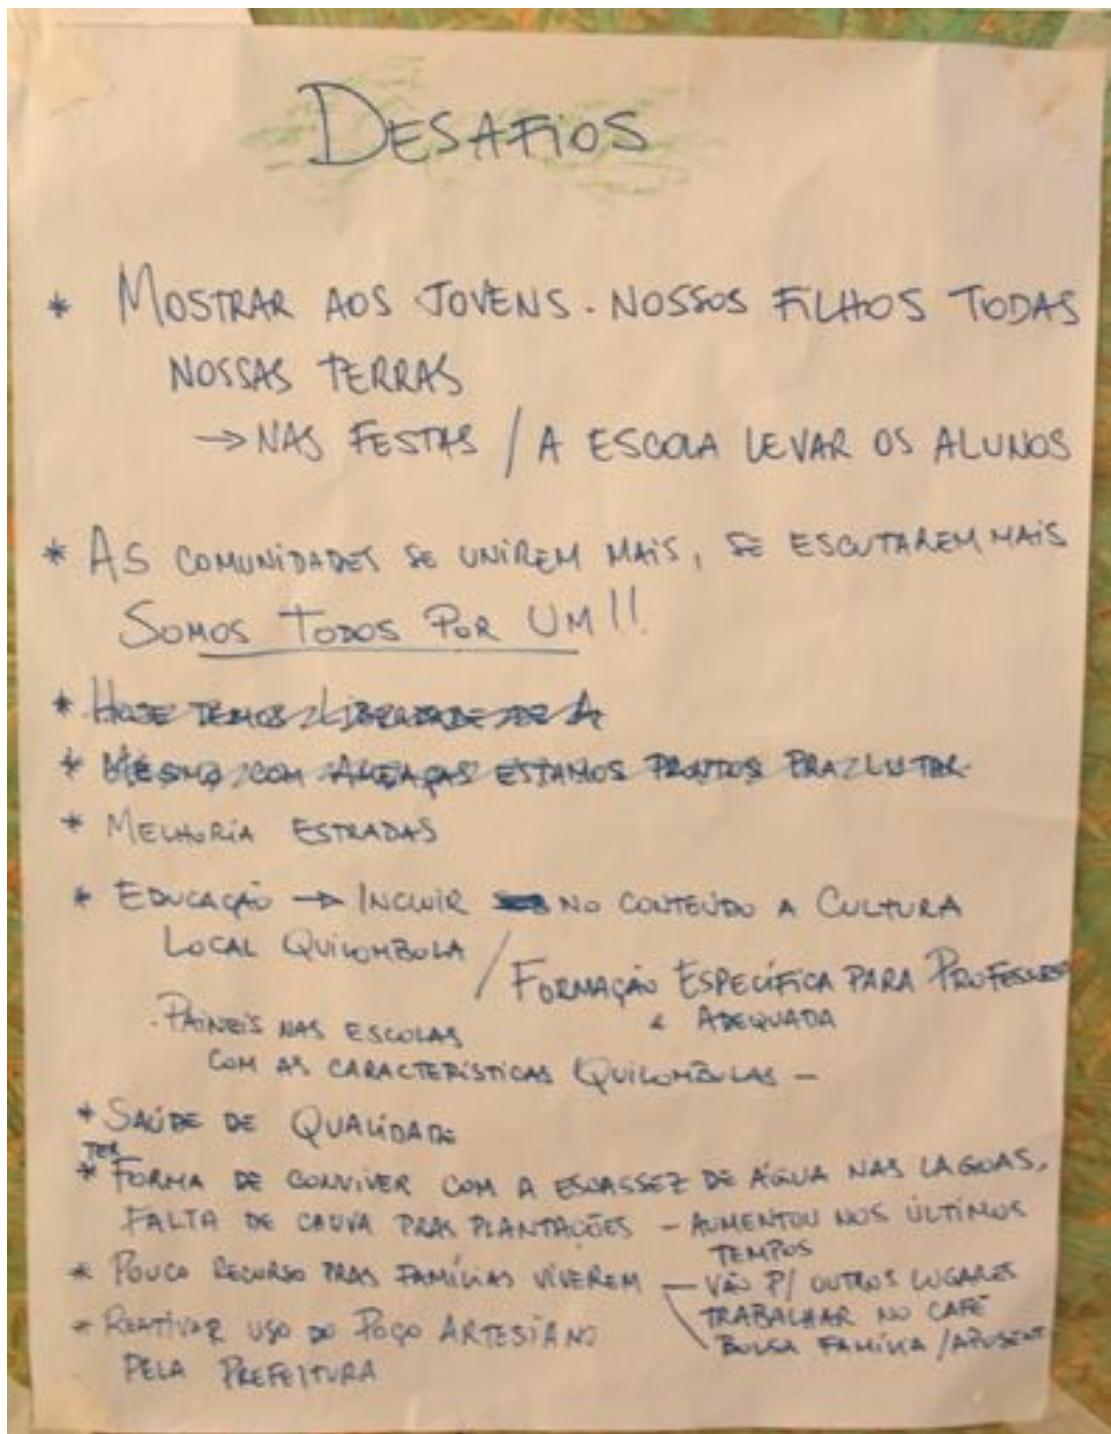 DESAFIOS
* MOSTRAR AOS JOVENS. NOSSOS FILHOS TODAS
NOSSAS TERRAS
→ NAS FESTAS / A ESCOLA LEVAR OS ALUNOS
* AS COMUNIDADES SE UNIREM MAIS, SE ESCUTAREM MAIS
SOMOS TODOS POR UM!!
* HOJE TEMOS LIBERDADE DE A
* MESMO COM AMEAÇAS ESTAMOS PRONTOS PRA LUTAR
* MELHORIA ESTRADAS
* EDUCAÇÃO → INCLUIR NO CONTEÚDO A CULTURA
LOCAL QUILOMBOLA / FORMAÇÃO ESPECÍFICA PARA PROFESSORES
& ADEQUADA
. PAINEIS NAS ESCOLAS
COM AS CARACTERÍSTICAS QUILOMBOLAS -
* SAÚDE DE QUALIDADE
* TER FORMA DE CONVIVER COM A ESCASSEZ DE ÁGUA NAS LAGOAS,
FALTA DE CHUVA PRAS PLANTAÇÕES - AUMENTOU NOS ÚLTIMOS
TEMPOS
* POUCO RECURSO PRAS FAMÍLIAS VIVEREM - VÃO P/ OUTROS LUGARES
TRABALHAR NO CAFÉ
BOLSA FAMÍLIA / APOSENT
* REATIVAR USO DO POÇO ARTESIANO
PELA PREFEITURA